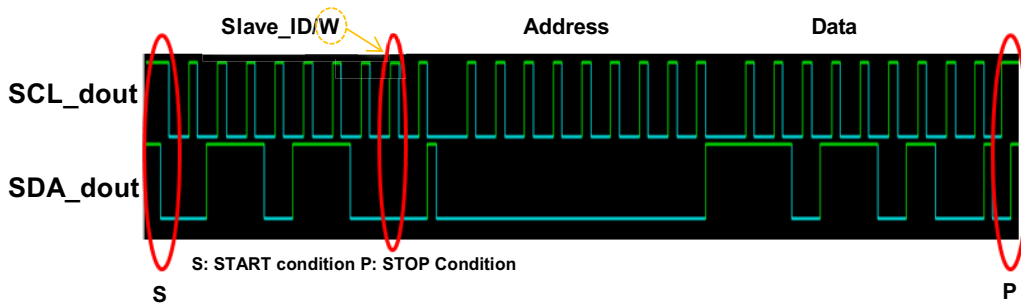 Slave_ID/W Address Data
SCL_dout
SDA_dout
S: START condition P: STOP Condition
S P